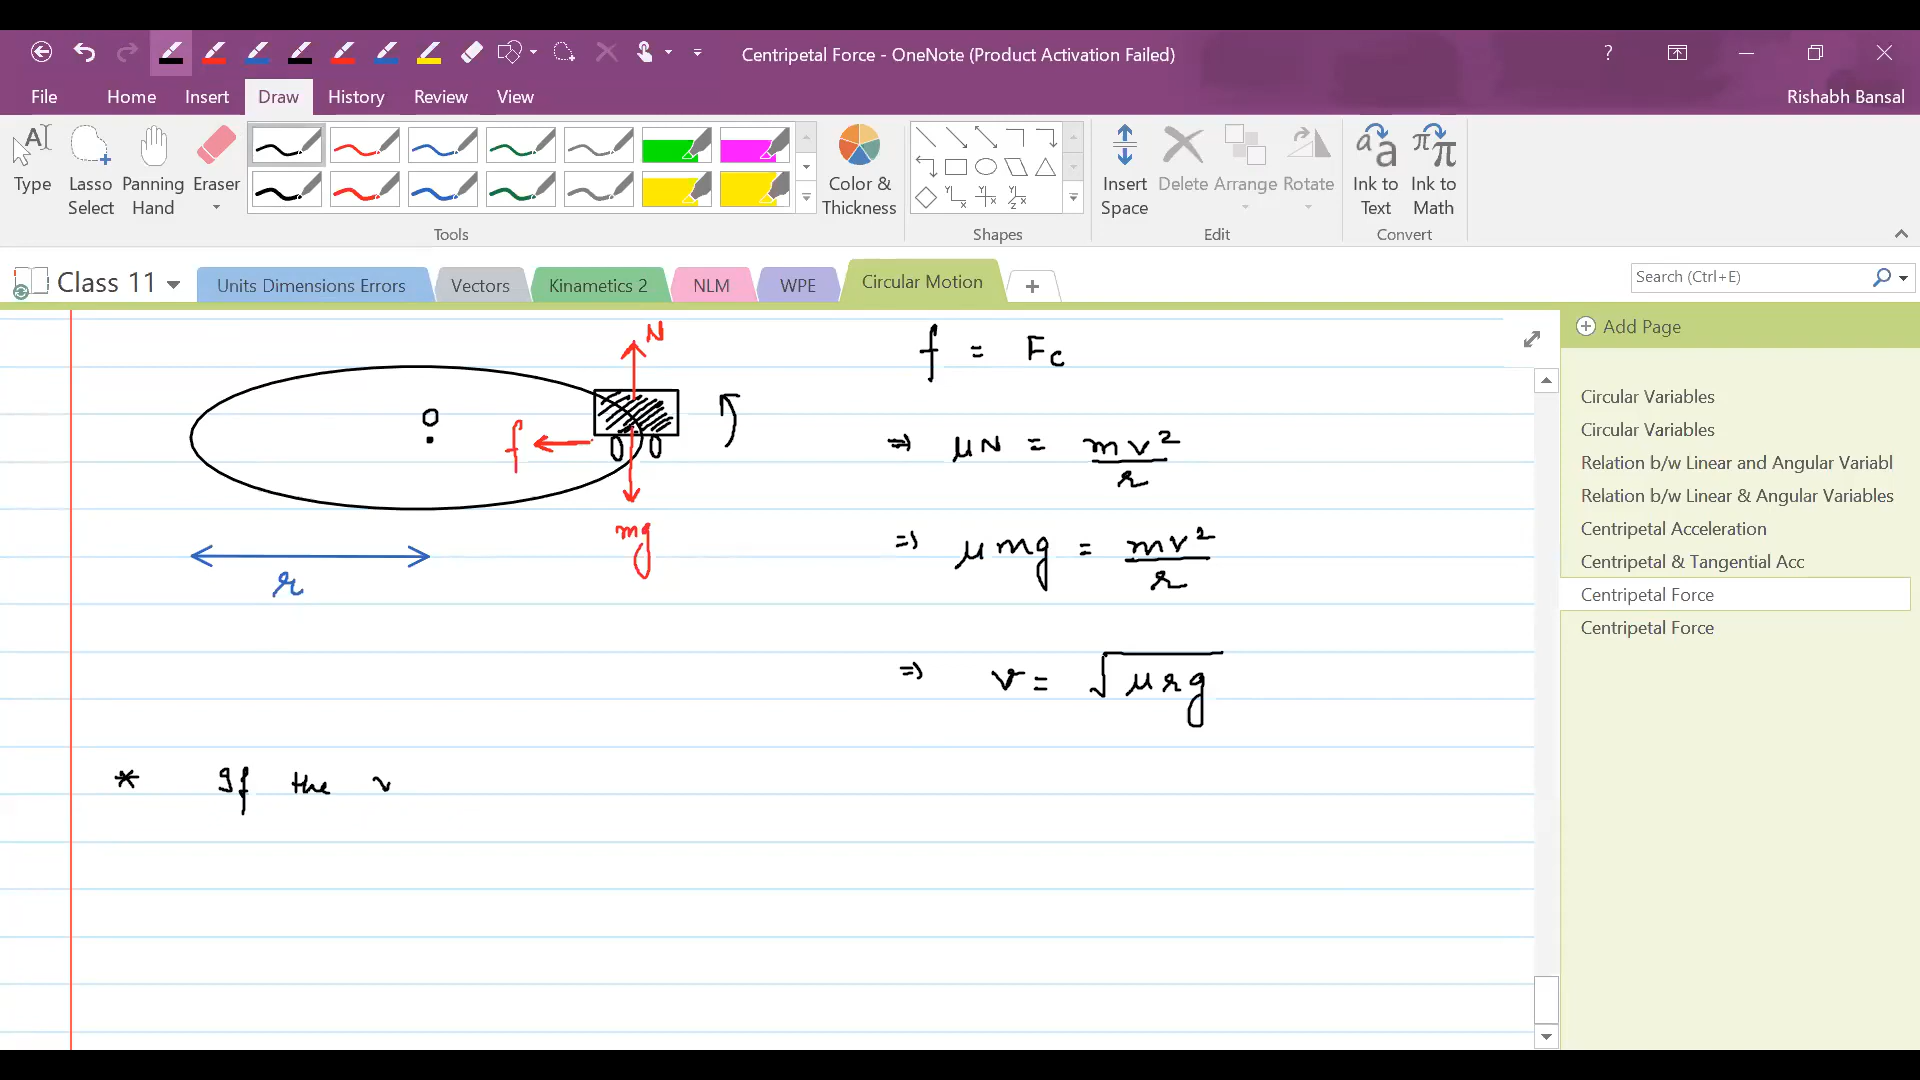 Centripetal Force - OneNote (Product Activation Failed)
?
File Home Insert Draw History Review View
Rishabh Bansal
Type
Lasso Select
Panning Hand
Eraser
Color & Thickness
Insert Space
Delete Arrange Rotate
Ink to Text
Ink to Math
Tools
Shapes
Edit
Convert
Class 11
Units Dimensions Errors
Vectors
Kinametics 2
NLM
WPE
Circular Motion
+
Search (Ctrl+E)
Add Page
Circular Variables
Circular Variables
Relation b/w Linear and Angular Variabl
Relation b/w Linear & Angular Variables
Centripetal Acceleration
Centripetal & Tangential Acc
Centripetal Force
Centripetal Force
N
O
f
mg
r
f = Fc
⇒ μN = mv²/r
⇒ μmg = mv²/r
⇒ v = √μrg
* If the v